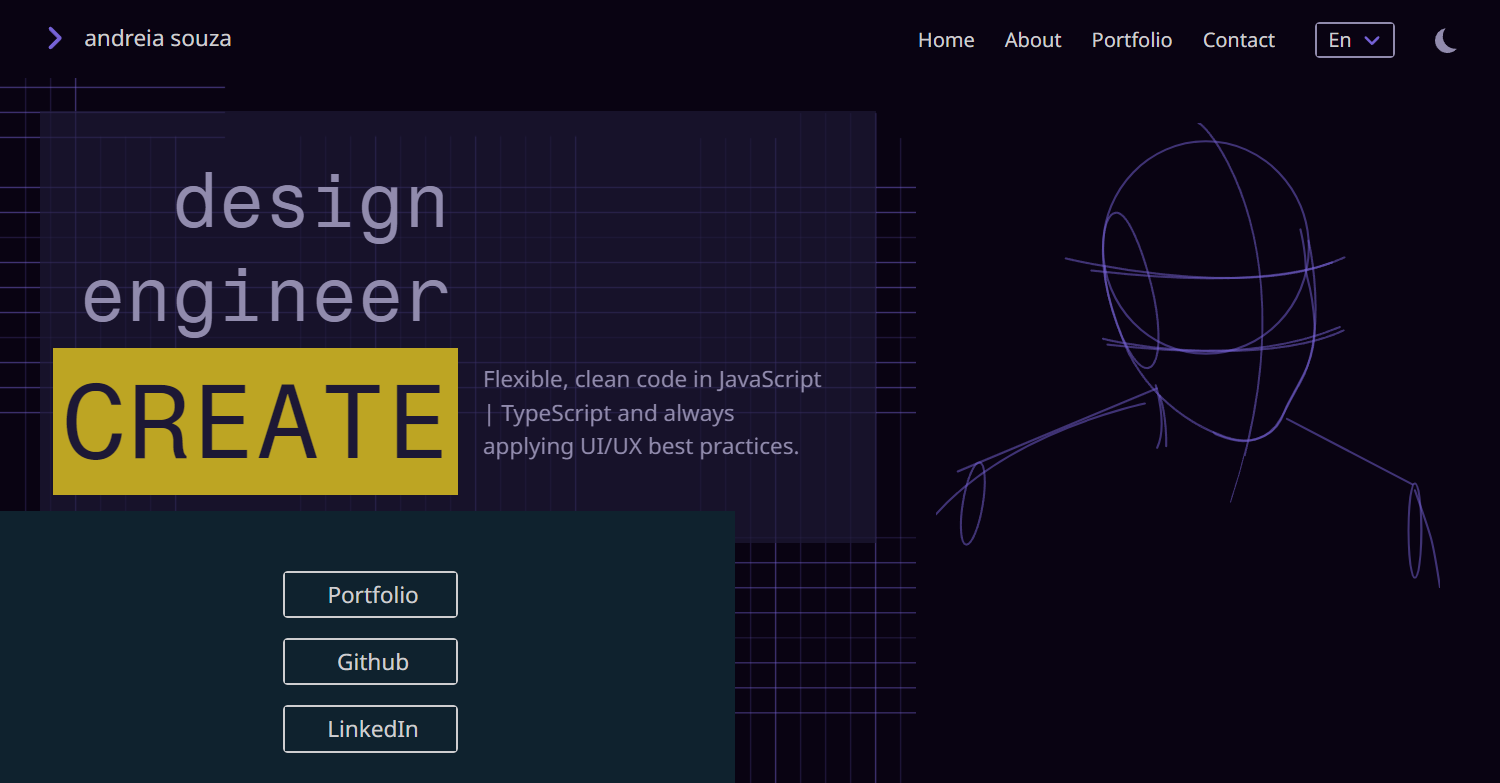 andreia souza
Home
About
Portfolio
Contact
En
design
engineer
CREATE
Flexible, clean code in JavaScript
| TypeScript and always
applying UI/UX best practices.
Portfolio
Github
LinkedIn